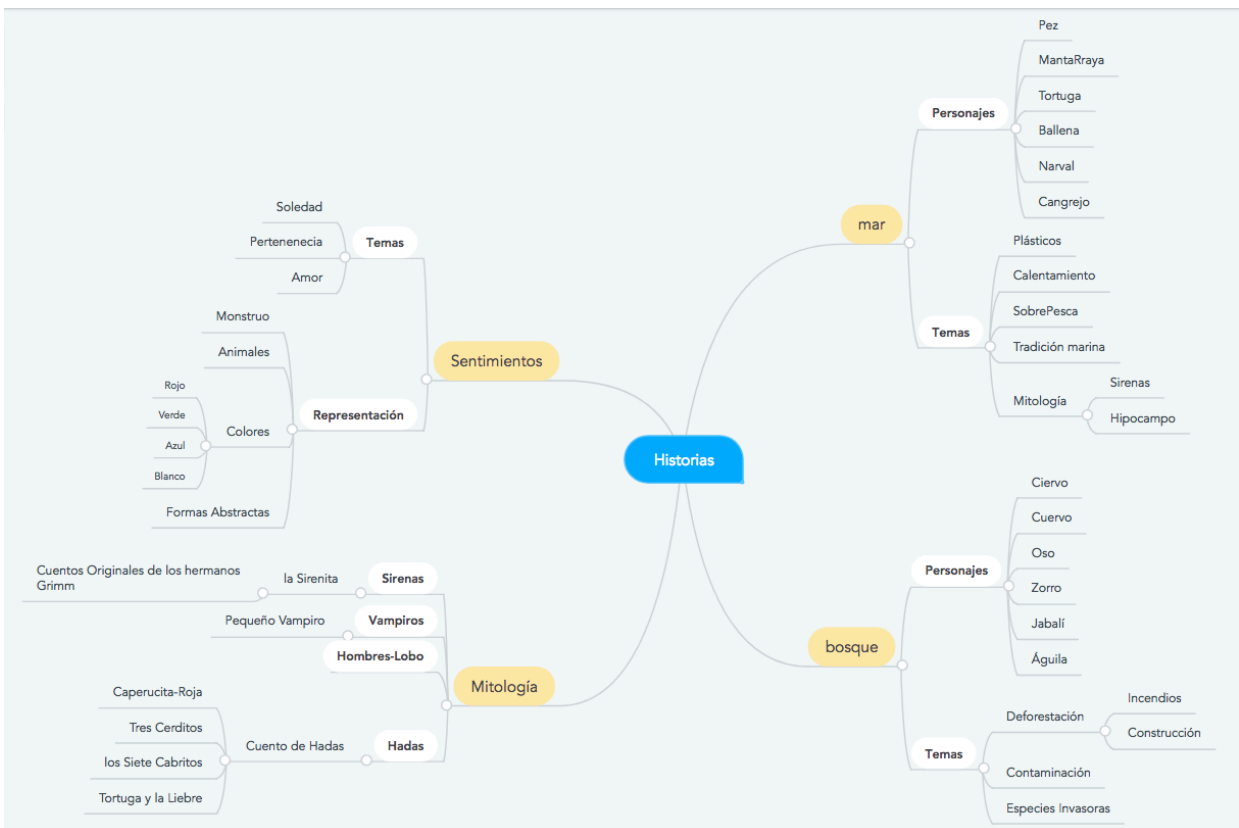 Historias
mar
Personajes
Pez
MantaRraya
Tortuga
Ballena
Narval
Cangrejo
Temas
Plásticos
Calentamiento
SobrePesca
Tradición marina
Mitología
Sirenas
Hipocampo
bosque
Personajes
Ciervo
Cuervo
Oso
Zorro
Jabalí
Águila
Temas
Deforestación
Incendios
Construcción
Contaminación
Especies Invasoras
Sentimientos
Temas
Soledad
Pertenenecia
Amor
Representación
Monstruo
Animales
Colores
Rojo
Verde
Azul
Blanco
Formas Abstractas
Mitología
Sirenas
la Sirenita
Cuentos Originales de los hermanos
Grimm
Vampiros
Pequeño Vampiro
Hombres-Lobo
Hadas
Cuento de Hadas
Caperucita-Roja
Tres Cerditos
los Siete Cabritos
Tortuga y la Liebre